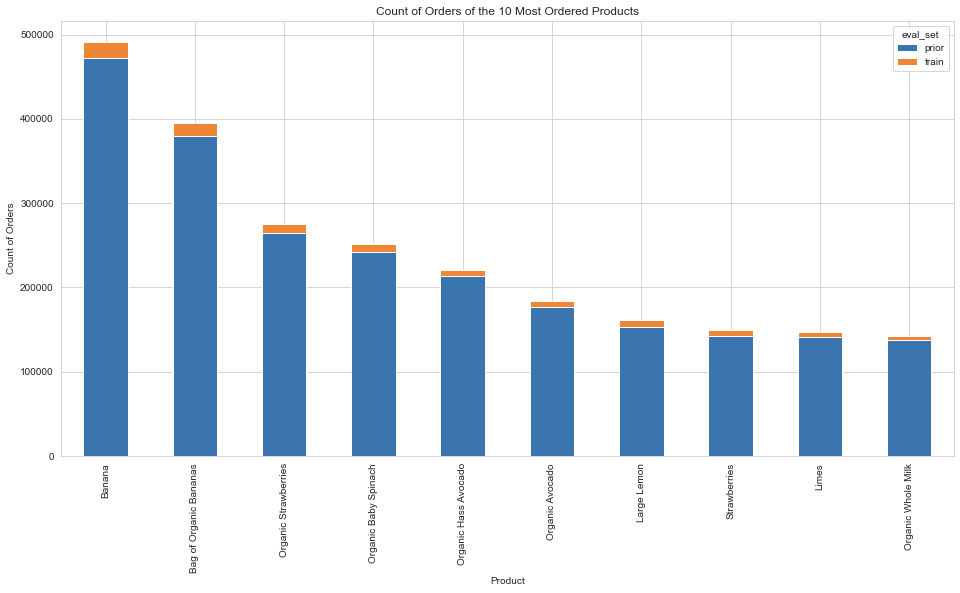 Count of Orders of the 10 Most Ordered Products
eval_set
prior
train
Count of Orders
500000
400000
300000
200000
100000
0
Banana
Bag of Organic Bananas
Organic Strawberries
Organic Baby Spinach
Organic Hass Avocado
Organic Avocado
Large Lemon
Strawberries
Limes
Organic Whole Milk
Product